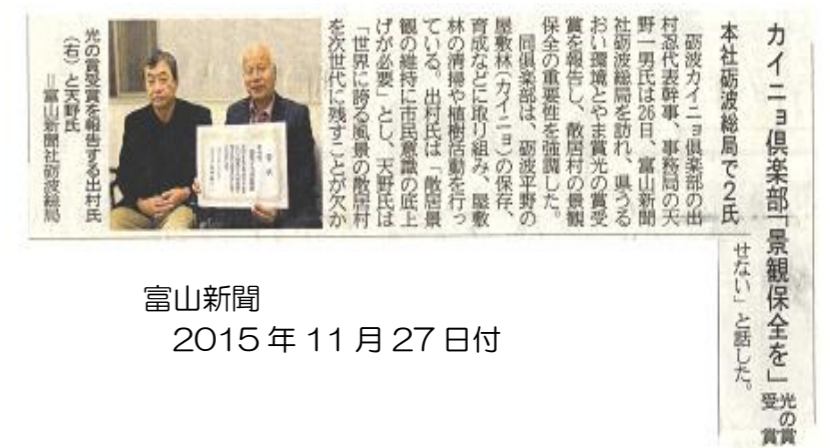 カイニョ倶楽部「景観保全を」
光の賞
受賞
本社砺波総局で2氏
砺波カイニョ倶楽部の出
村忍代表幹事、事務局の天
野一男氏は26日、富山新聞
社砺波総局を訪れ、県うる
おい環境とやま賞光の賞受
賞を報告し、散居村の景観
保全の重要性を強調した。
同倶楽部は、砺波平野の
屋敷林(カイニョ)の保存、
育成などに取り組み、屋敷
林の清掃や植樹活動を行っ
ている。出村氏は「散居景
観の維持に市民意識の底上
げが必要」とし、天野氏は
「世界に誇る風景の散居村
を次世代に残すことが欠か
せない」と話した。
光の賞受賞を報告する出村氏
(右)と天野氏
=富山新聞社砺波総局
富山新聞
2015年11月27日付